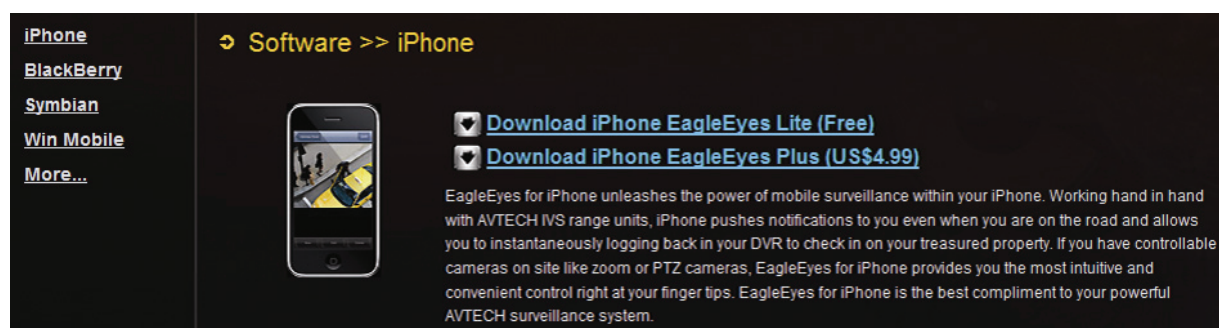 iPhone
BlackBerry
Symbian
Win Mobile
More...
Software >> iPhone
Download iPhone EagleEyes Lite (Free)
Download iPhone EagleEyes Plus (US$4.99)
EagleEyes for iPhone unleashes the power of mobile surveillance within your iPhone. Working hand in hand
with AVTECH IVS range units, iPhone pushes notifications to you even when you are on the road and allows
you to instantaneously logging back in your DVR to check in on your treasured property. If you have controllable
cameras on site like zoom or PTZ cameras, EagleEyes for iPhone provides you the most intuitive and
convenient control right at your finger tips. EagleEyes for iPhone is the best compliment to your powerful
AVTECH surveillance system.